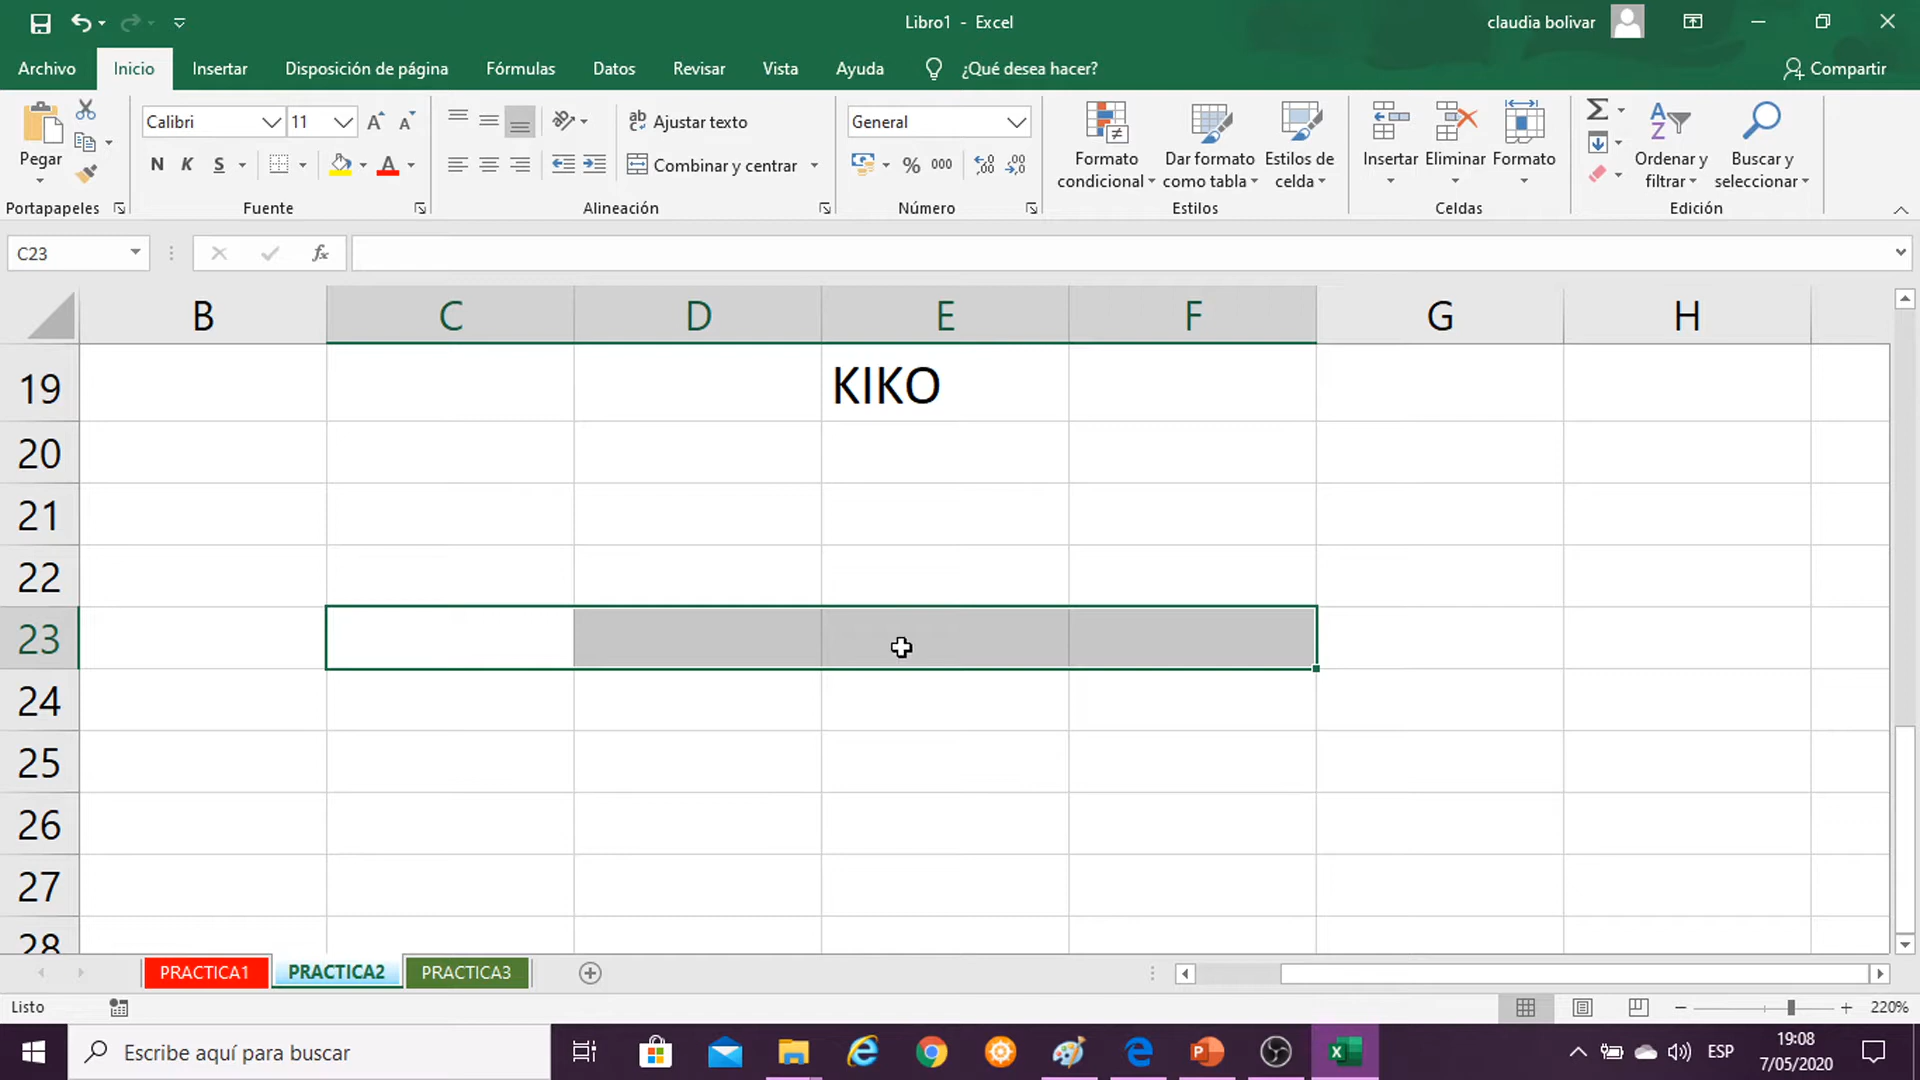 Libro1 - Excel
claudia bolivar
Archivo
Inicio
Insertar
Disposición de página
Fórmulas
Datos
Revisar
Vista
Ayuda
¿Qué desea hacer?
Compartir
Pegar
Portapapeles
Calibri
11
N K S
A
Fuente
Ajustar texto
Combinar y centrar
Alineación
General
% 000
Número
Formato condicional
Dar formato como tabla
Estilos de celda
Estilos
Insertar
Eliminar
Formato
Celdas
Ordenar y filtrar
Buscar y seleccionar
Edición
C23
fx
B C D E F G H
19 KIKO
20
21
22
23
24
25
26
27
28
PRACTICA1
PRACTICA2
PRACTICA3
Listo
220%
Escribe aquí para buscar
ESP
19:08
7/05/2020